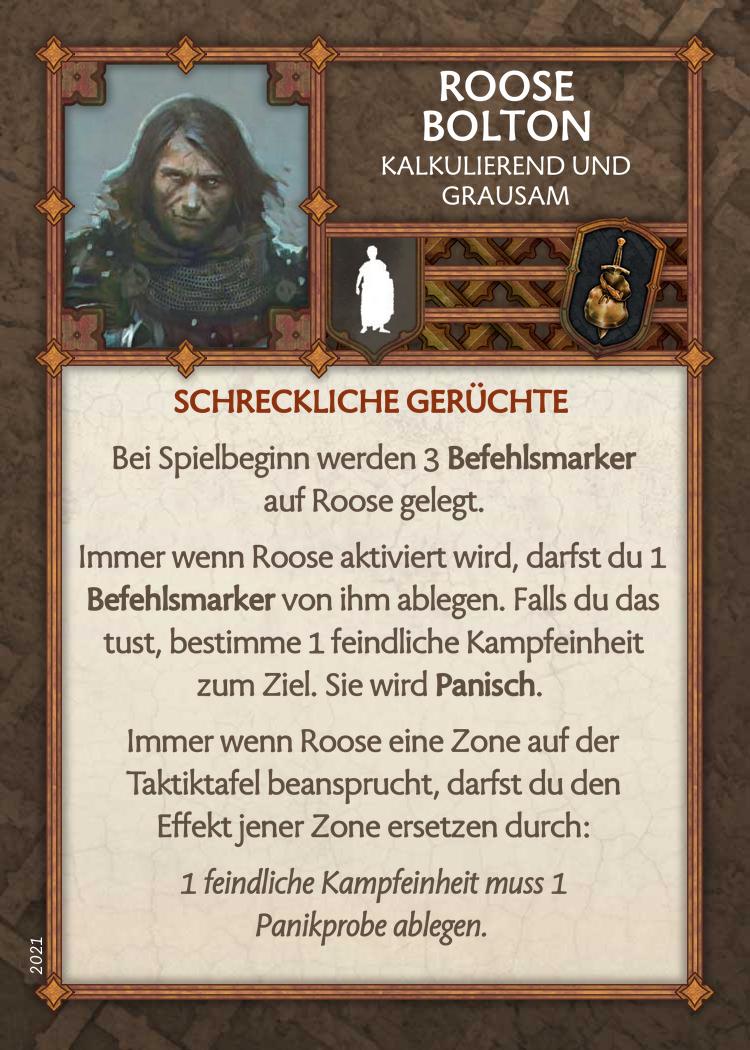 ROOSE
BOLTON
KALKULIEREND UND
GRAUSAM
SCHRECKLICHE GERÜCHTE
Bei Spielbeginn werden 3 Befehlsmarker
auf Roose gelegt.
Immer wenn Roose aktiviert wird, darfst du 1
Befehlsmarker von ihm ablegen. Falls du das
tust, bestimme 1 feindliche Kampfeinheit
zum Ziel. Sie wird Panisch.
Immer wenn Roose eine Zone auf der
Taktiktafel beansprucht, darfst du den
Effekt jener Zone ersetzen durch:
1 feindliche Kampfeinheit muss 1
Panikprobe ablegen.
2021